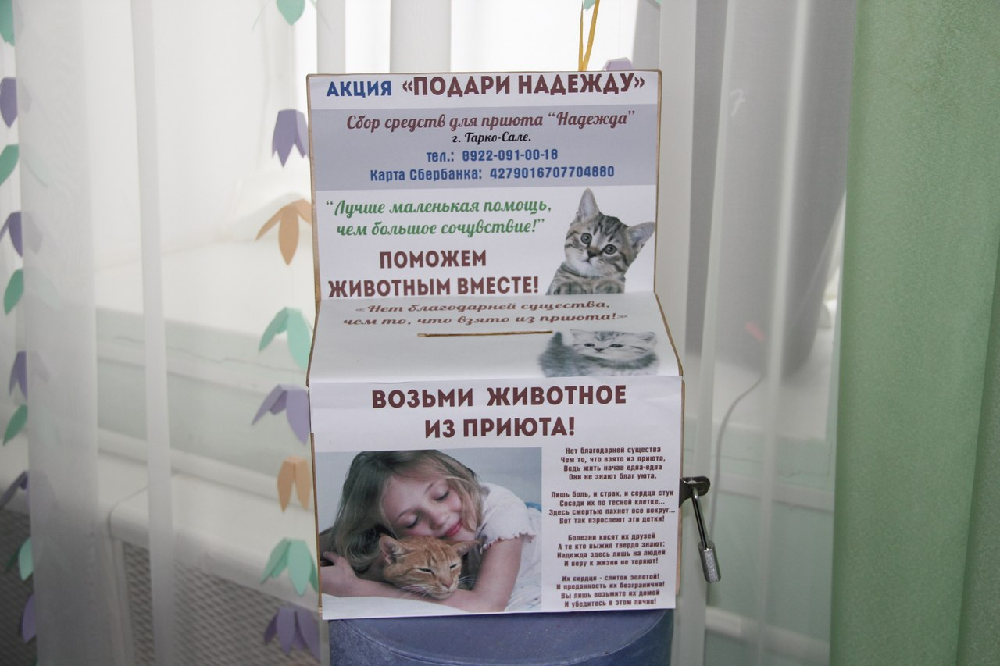 АКЦИЯ «ПОДАРИ НАДЕЖДУ»
Сбор средств для приюта “Надежда”
г. Тарко-Сале.
тел.: 8922-091-00-18
Карта Сбербанка: 4279016707704880
“Лучше маленькая помощь,
чем большое сочувствие!”
ПОМОЖЕМ
ЖИВОТНЫМ ВМЕСТЕ!
«Нет благодарней существа,
чем то, что взято из приюта!»
ВОЗЬМИ ЖИВОТНОЕ
ИЗ ПРИЮТА!
Нет благодарней существа
Чем то, что взято из приюта,
Ведь жить начав едва-едва
Они не знают благ уюта.
Лишь боль, и страх, и сердца стук
Соседи их по тесной клетке...
Здесь смертью пахнет все вокруг...
Вот так взрослеют эти детки!
Болезни косят их друзей
А те кто выжил твердо знают:
Надежда здесь лишь на людей
И веру к жизни не теряют!
Их сердце - слиток золотой!
И преданность их безгранична!
Вы лишь возьмите их домой
И убедитесь в этом лично!